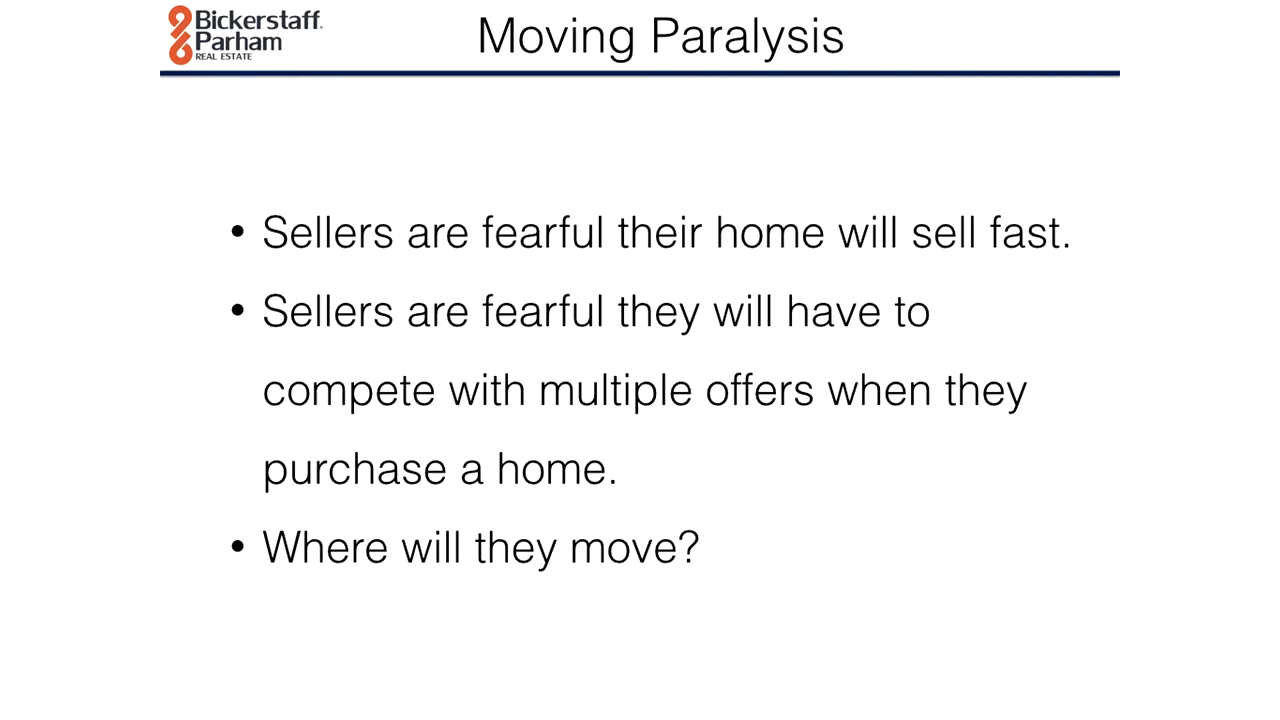 Bickerstaff
Parham
REAL ESTATE
Moving Paralysis
• Sellers are fearful their home will sell fast.
• Sellers are fearful they will have to
compete with multiple offers when they
purchase a home.
• Where will they move?